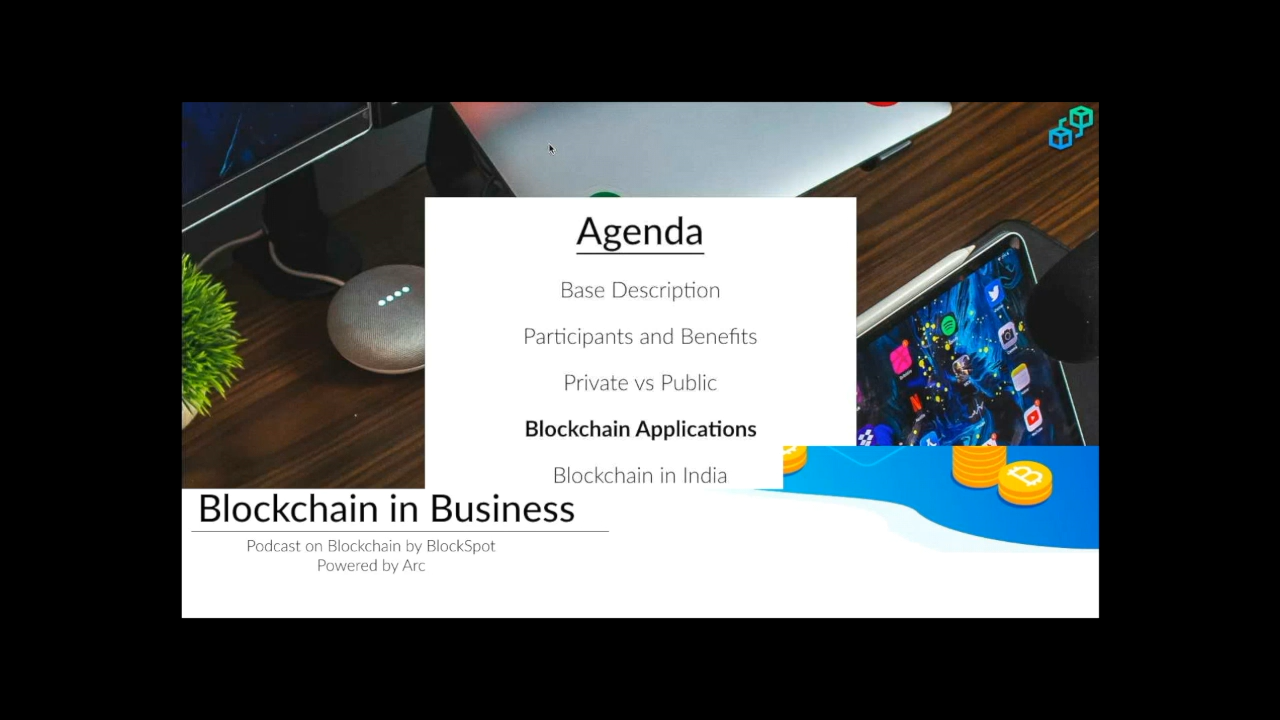 Agenda
Base Description
Participants and Benefits
Private vs Public
Blockchain Applications
Blockchain in India
Blockchain in Business
Podcast on Blockchain by BlockSpot
Powered by Arc